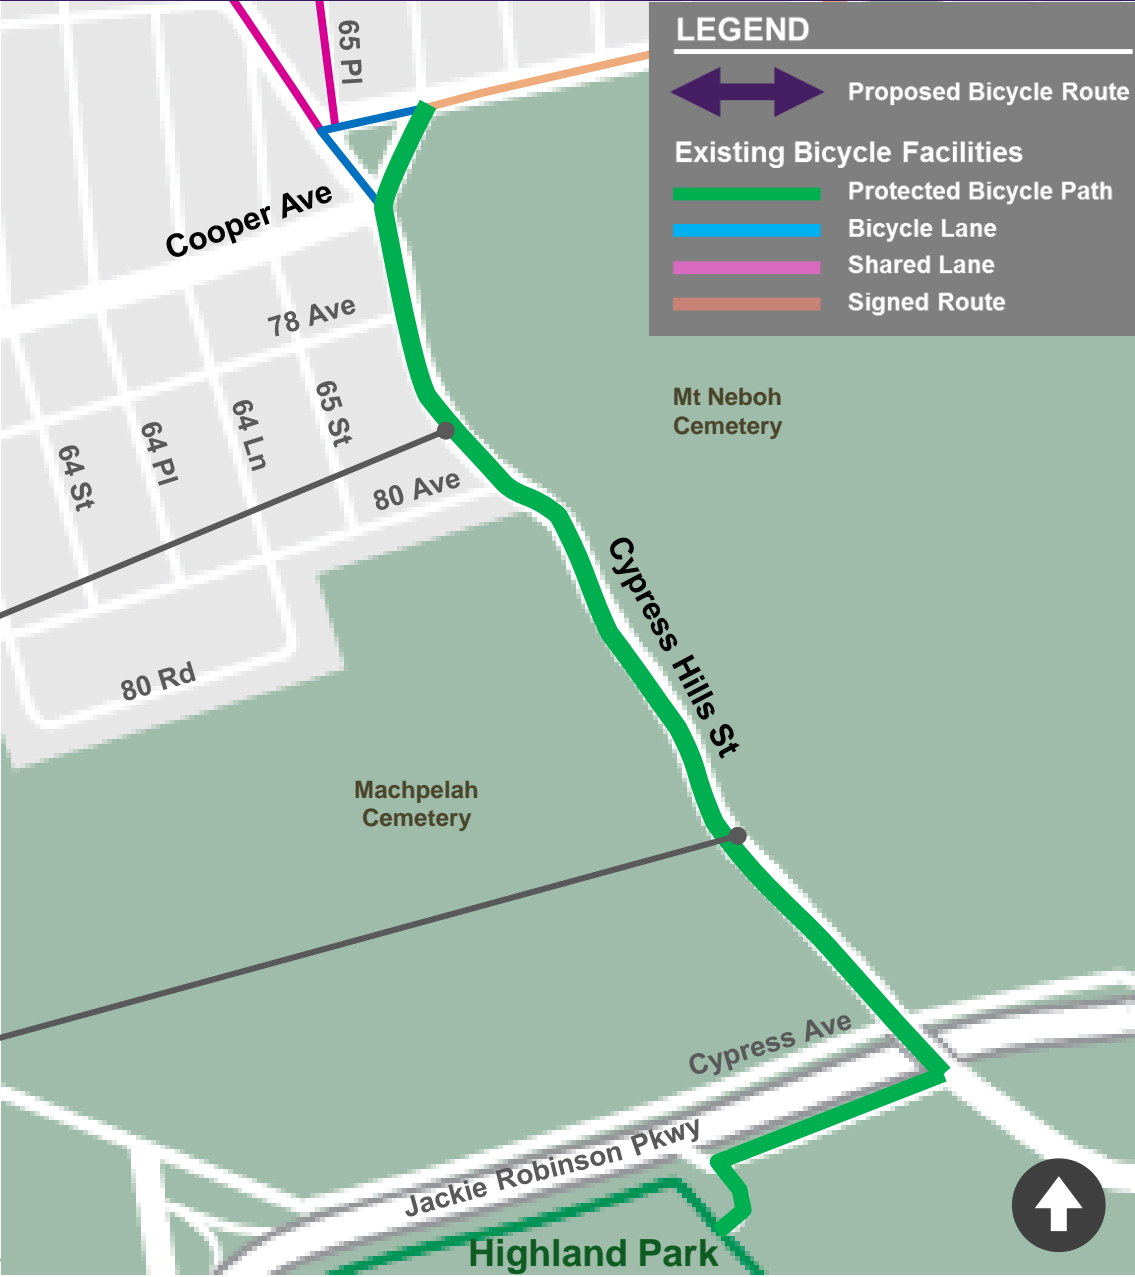 LEGEND
Proposed Bicycle Route
Existing Bicycle Facilities
Protected Bicycle Path
Bicycle Lane
Shared Lane
Signed Route
65 Pl
Cooper Ave
78 Ave
65 St
64 Ln
64 Pl
64 St
80 Ave
80 Rd
Mt Neboh
Cemetery
Cypress Hills St
Machpelah
Cemetery
Cypress Ave
Jackie Robinson Pkwy
Highland Park